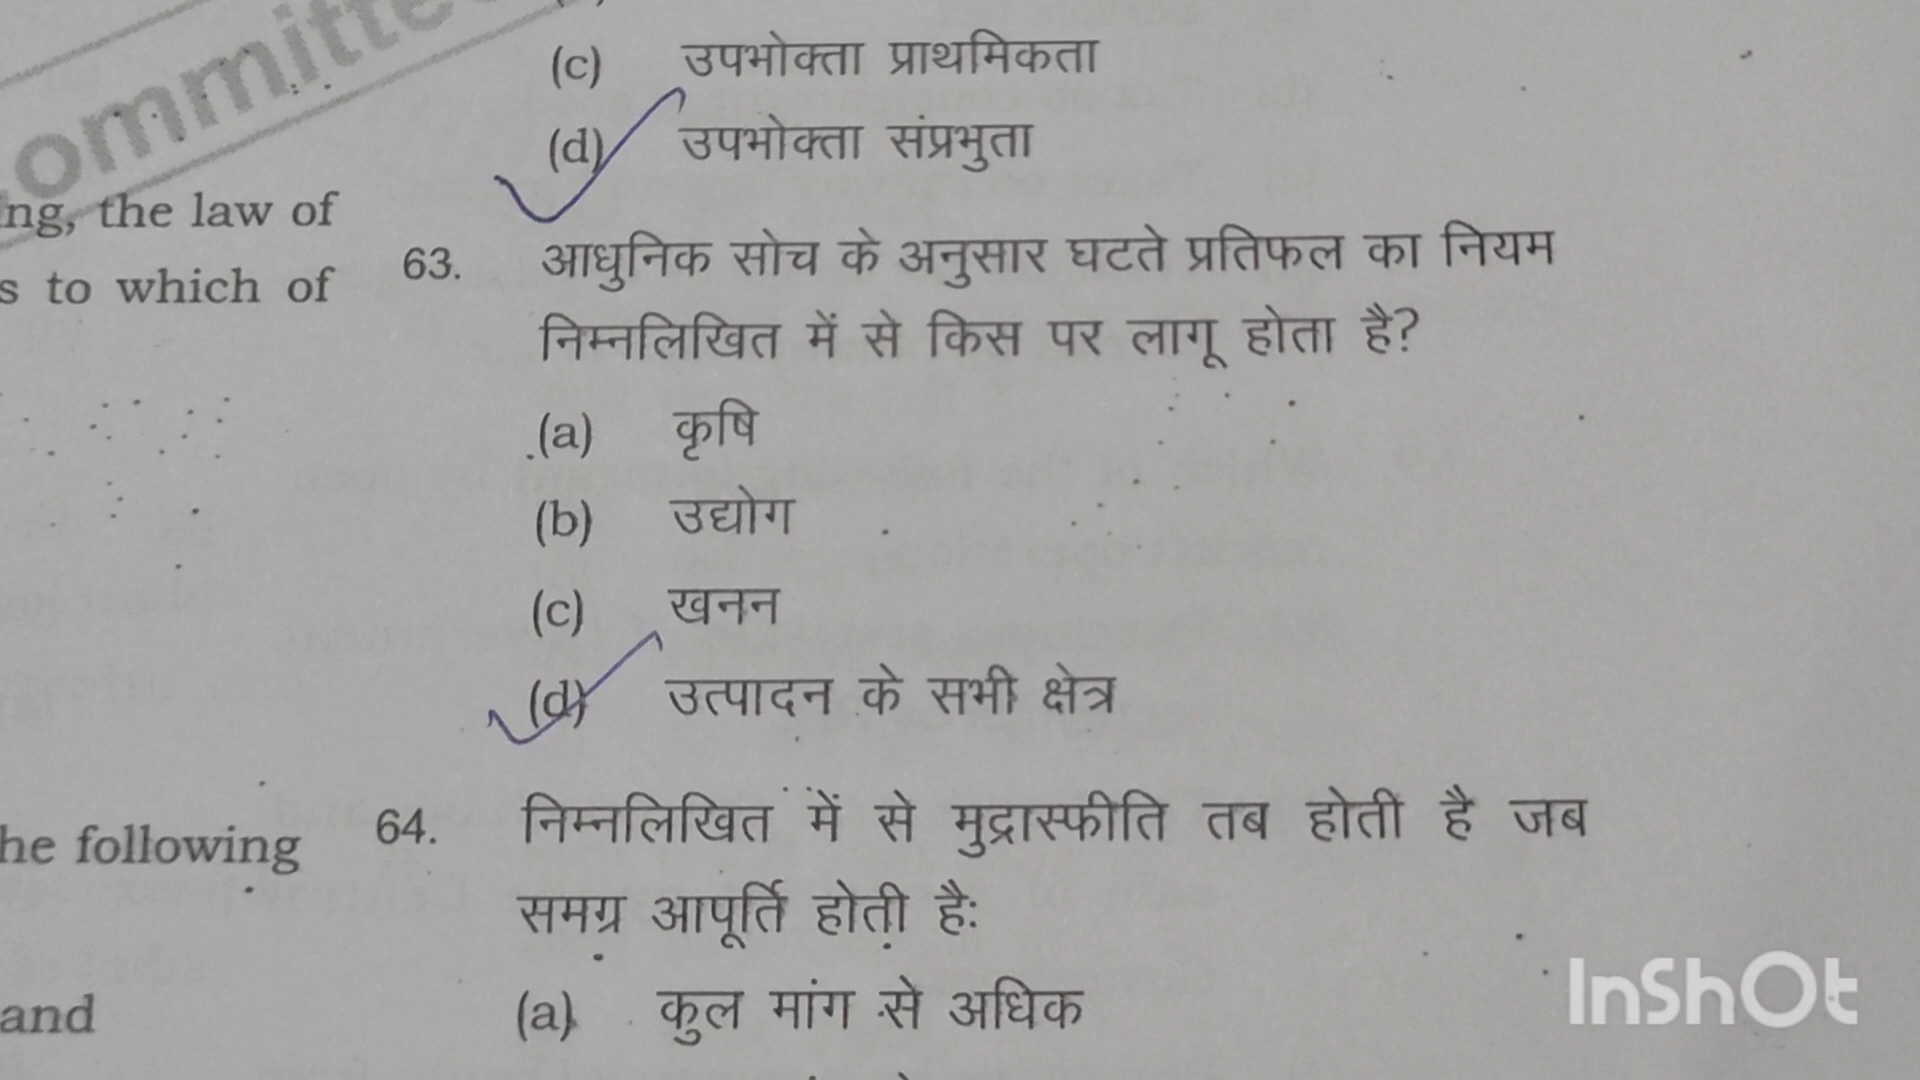 ommitte
(c) उपभोक्ता प्राथमिकता
(d) उपभोक्ता संप्रभुता
ng, the law of
s to which of
63. आधुनिक सोच के अनुसार घटते प्रतिफल का नियम
निम्नलिखित में से किस पर लागू होता है?
(a) कृषि
(b) उद्योग
(c) खनन
(d) उत्पादन के सभी क्षेत्र
he following
64. निम्नलिखित में से मुद्रास्फीति तब होती है जब
समग्र आपूर्ति होती हैः
and
(a) कुल मांग से अधिक
InShOt